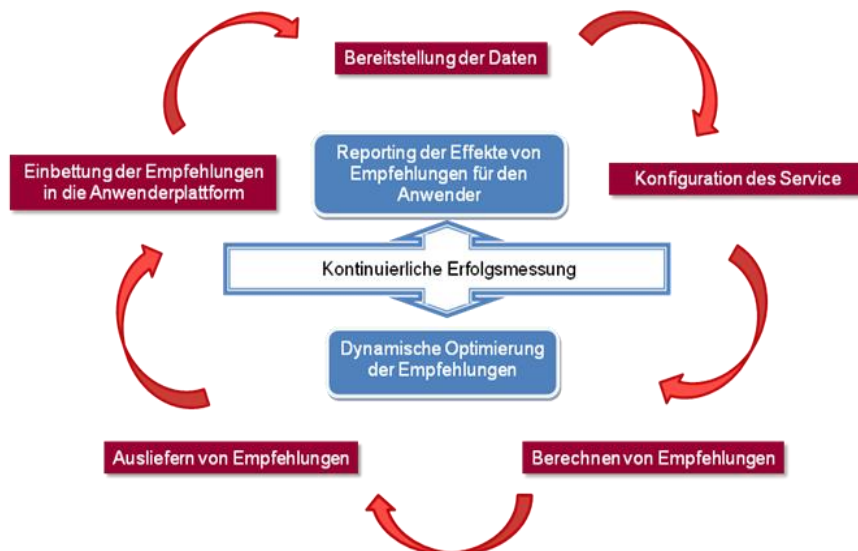 Bereitstellung der Daten
Reporting der Effekte von
Empfehlungen für den
Anwender
Einbettung der Empfehlungen
in die Anwenderplattform
Konfiguration des Service
Kontinuierliche Erfolgsmessung
Dynamische Optimierung
der Empfehlungen
Ausliefern von Empfehlungen
Berechnen von Empfehlungen